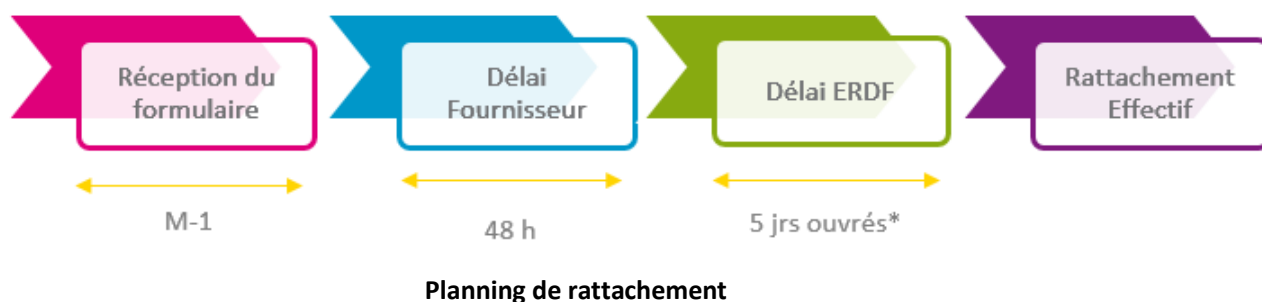 Réception du
formulaire
Délai
Fournisseur
Délai ERDF
Rattachement
Effectif
M-1
48 h
5 jrs ouvrés*
Planning de rattachement